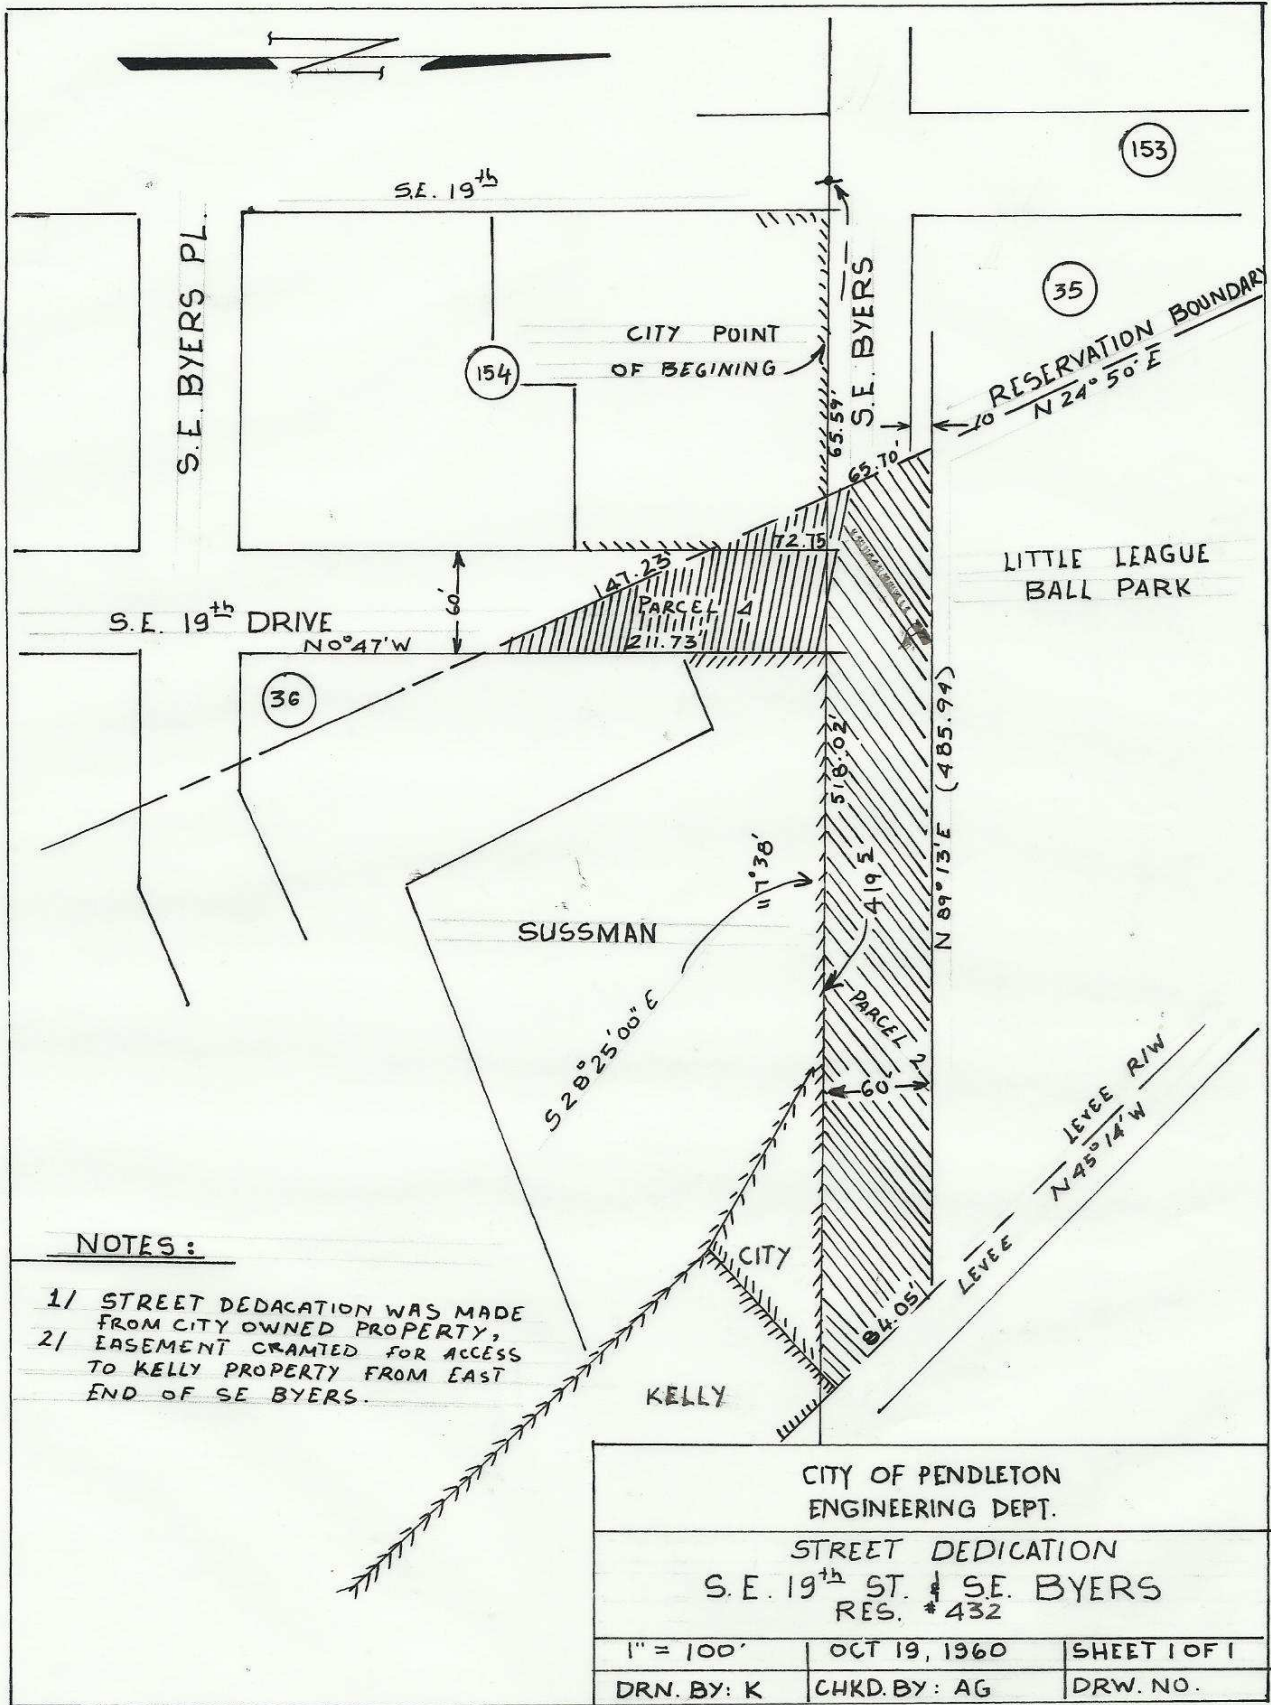 N
153
S.E. 19th
S.E. BYERS PL.
S.E. BYERS
35
CITY POINT
OF BEGINING
154
RESERVATION BOUNDARY
N 24° 50' E
10
65.59'
65.70'
72.75
147.23'
60'
PARCEL 1
211.73'
S.E. 19th DRIVE
N0°47'W
LITTLE LEAGUE
BALL PARK
36
518.02'
N 89°13'E (485.94)
117°38'
419.5
SUSSMAN
S 28° 25' 00" E
PARCEL 2
60'
LEVEE R/W
N 45° 14' W
LEVEE
CITY
84.05'
KELLY
NOTES:
1/ STREET DEDACATION WAS MADE
FROM CITY OWNED PROPERTY,
2/ EASEMENT CRAMTED FOR ACCESS
TO KELLY PROPERTY FROM EAST
END OF SE BYERS.
CITY OF PENDLETON
ENGINEERING DEPT.
STREET DEDICATION
S.E. 19th ST. & S.E. BYERS
RES. #432
1" = 100' OCT 19, 1960 SHEET 1 OF 1
DRN. BY: K CHKD. BY: AG DRW. NO.